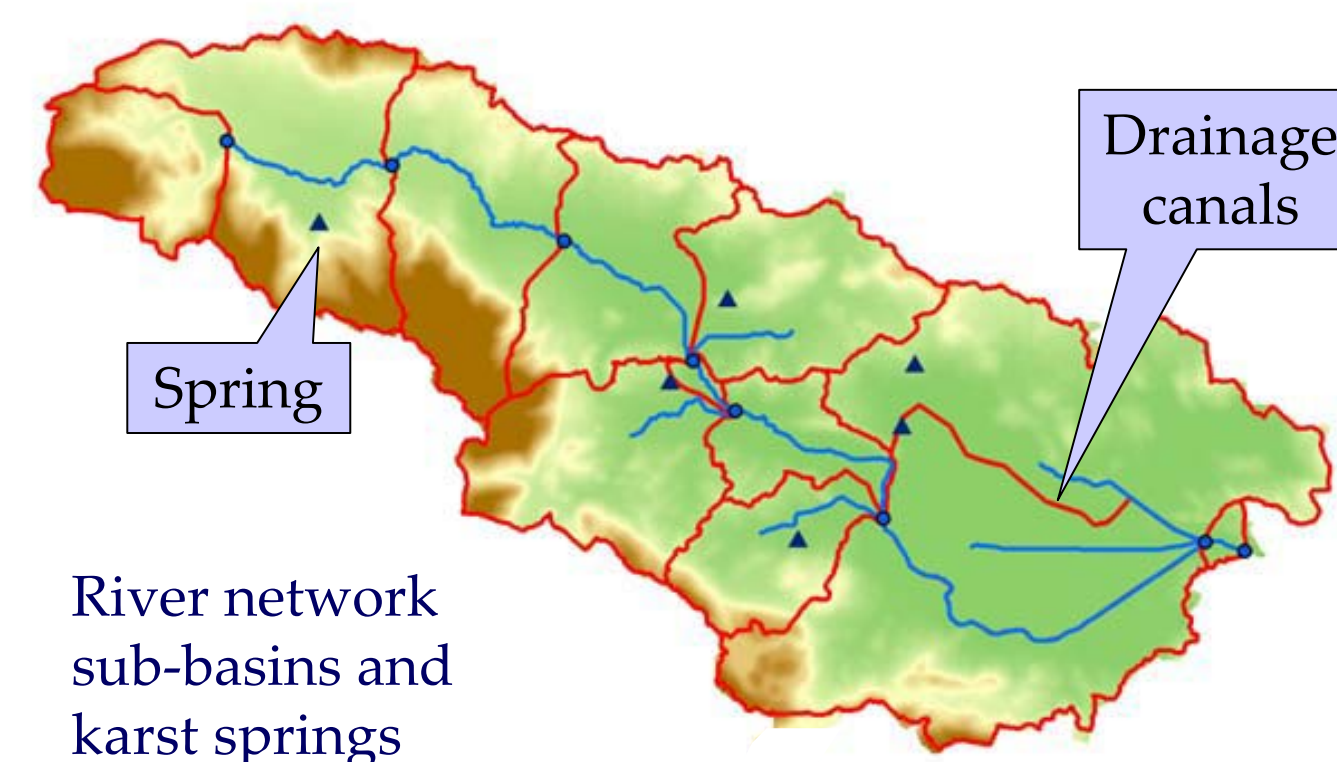 Drainage
canals
Spring
River network
sub-basins and
karst springs